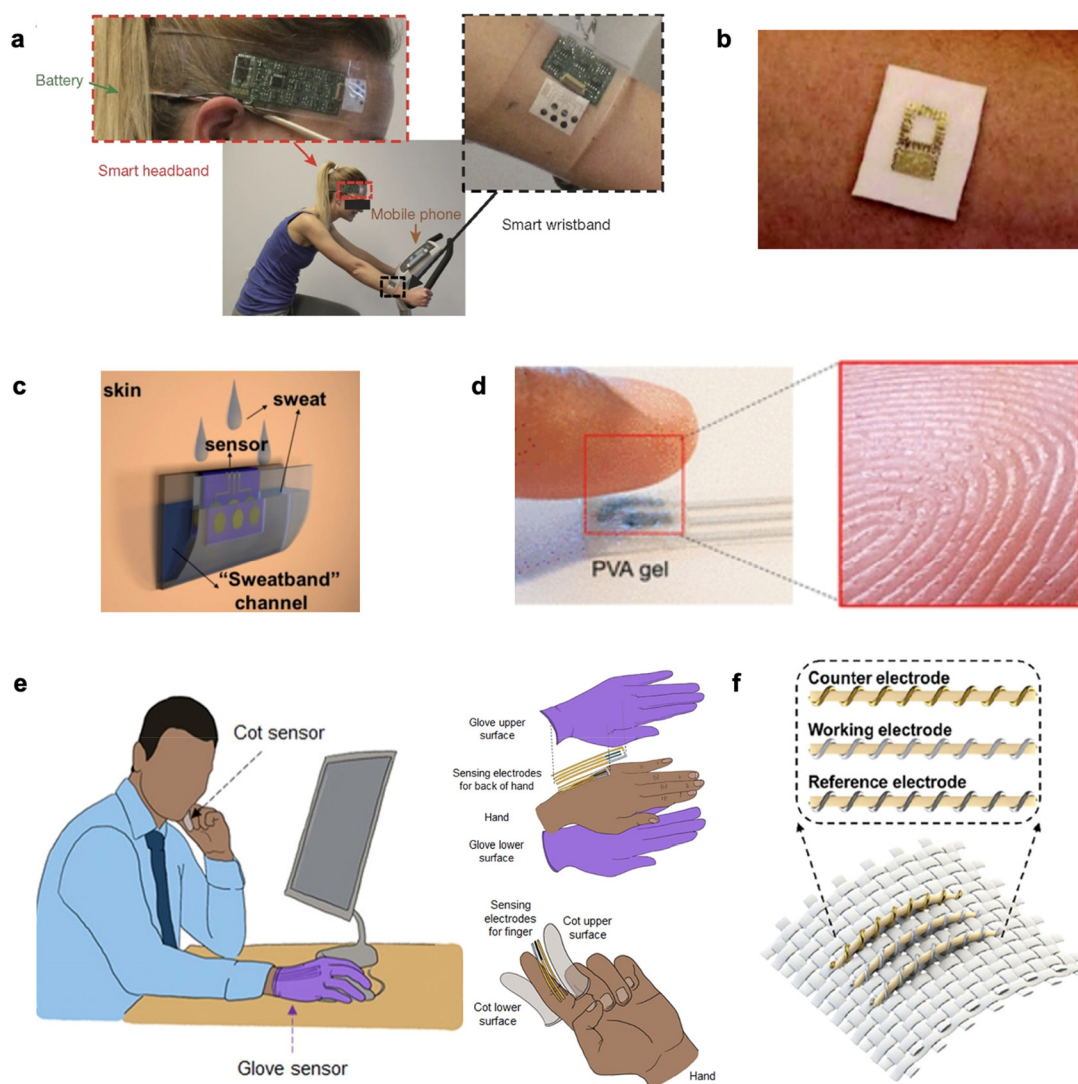 a
Battery
Smart headband
Mobile phone
Smart wristband
b
c
skin
sweat
sensor
“Sweatband”
channel
d
PVA gel
e
Cot sensor
Glove sensor
Glove upper
surface
Sensing electrodes
for back of hand
Hand
Glove lower
surface
Sensing
electrodes
for finger
Cot upper
surface
Cot lower
surface
Hand
f
Counter electrode
Working electrode
Reference electrode